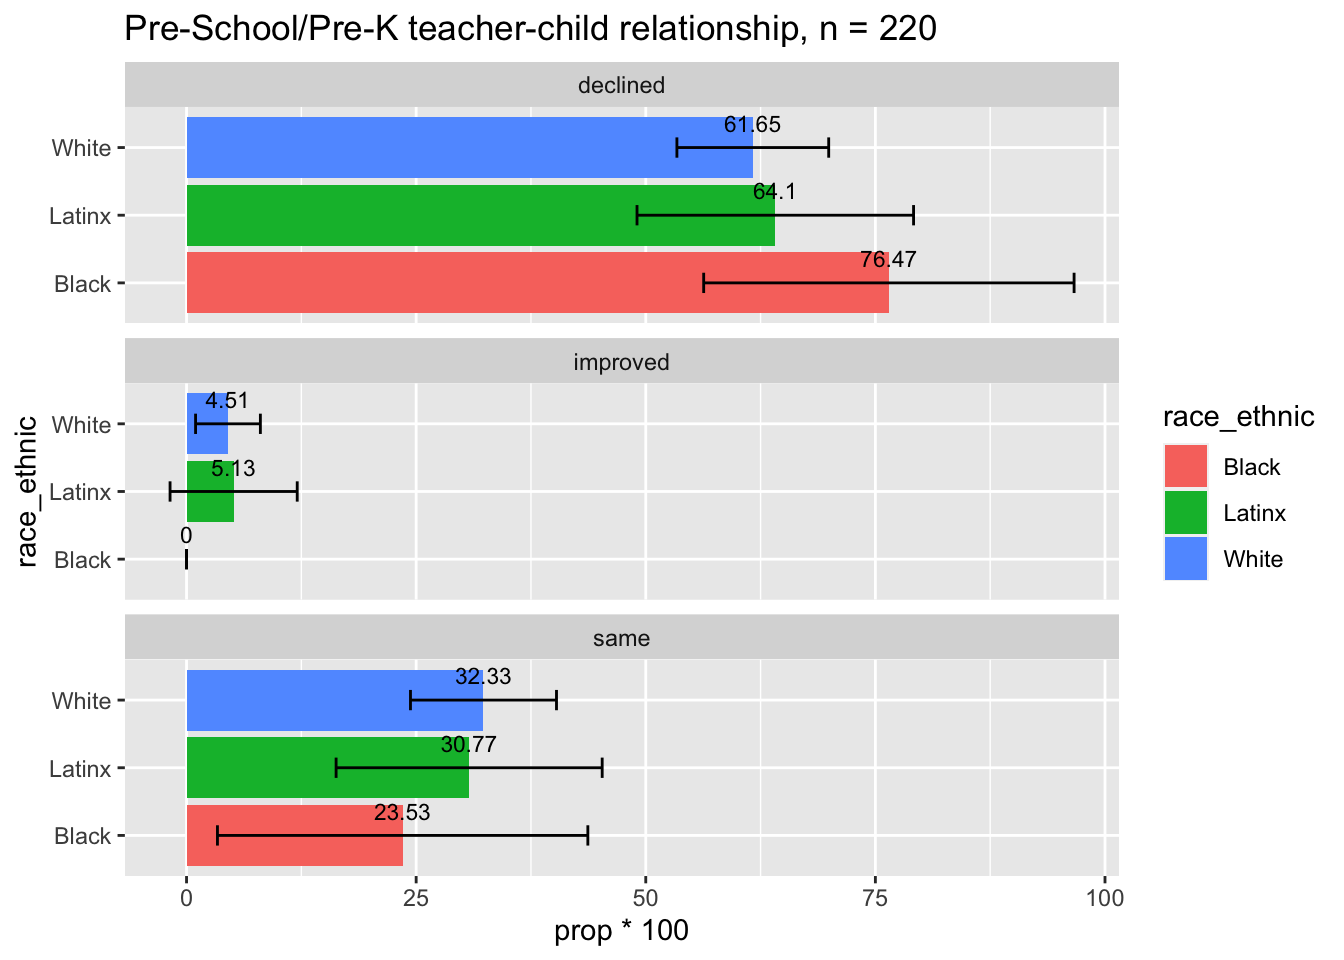 Pre-School/Pre-K teacher-child relationship, n = 220
declined
White
61.65
Latinx
64.1
Black
76.47
improved
White
4.51
Latinx
5.13
Black
0
same
White
32.33
Latinx
30.77
Black
23.53
0 25 50 75 100
prop * 100
race_ethnic
race_ethnic
Black
Latinx
White